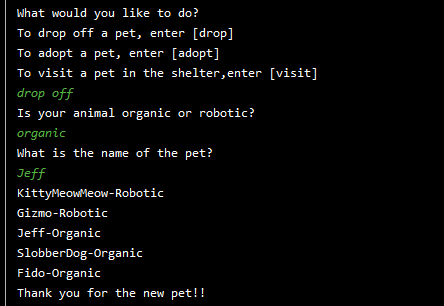 What would you like to do?
To drop off a pet, enter [drop]
To adopt a pet, enter [adopt]
To visit a pet in the shelter,enter [visit]
drop off
Is your animal organic or robotic?
organic
What is the name of the pet?
Jeff
KittyMeowMeow-Robotic
Gizmo-Robotic
Jeff-Organic
SlobberDog-Organic
Fido-Organic
Thank you for the new pet!!